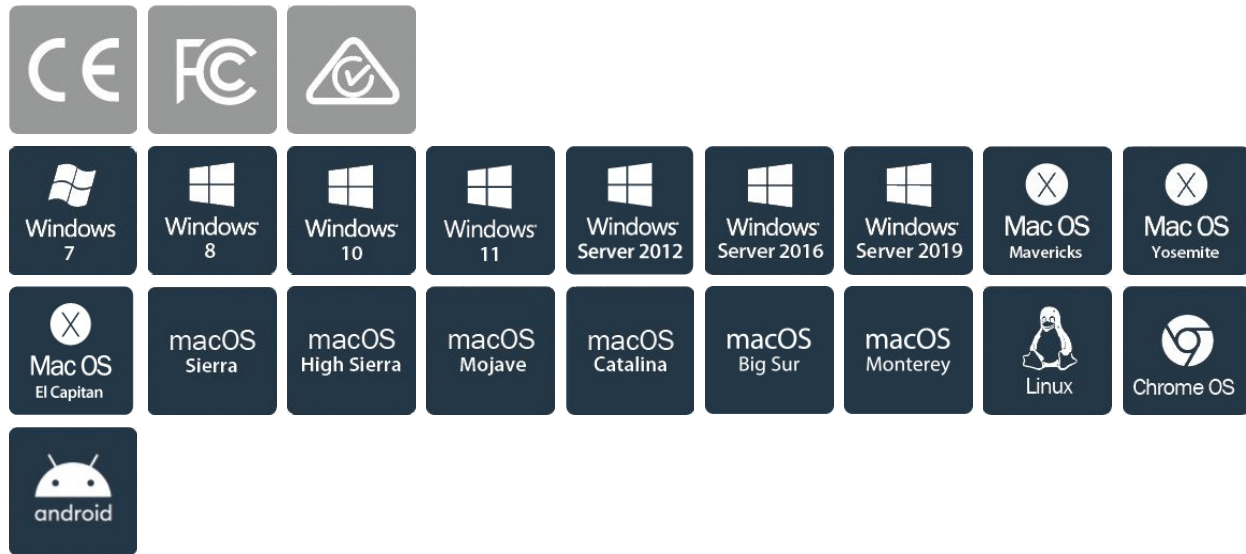 CE
FC
Windows 7
Windows 8
Windows 10
Windows 11
Windows Server 2012
Windows Server 2016
Windows Server 2019
Mac OS Mavericks
Mac OS Yosemite
X
X
X
Mac OS El Capitan
macOS Sierra
macOS High Sierra
macOS Mojave
macOS Catalina
macOS Big Sur
macOS Monterey
Linux
Chrome OS
android